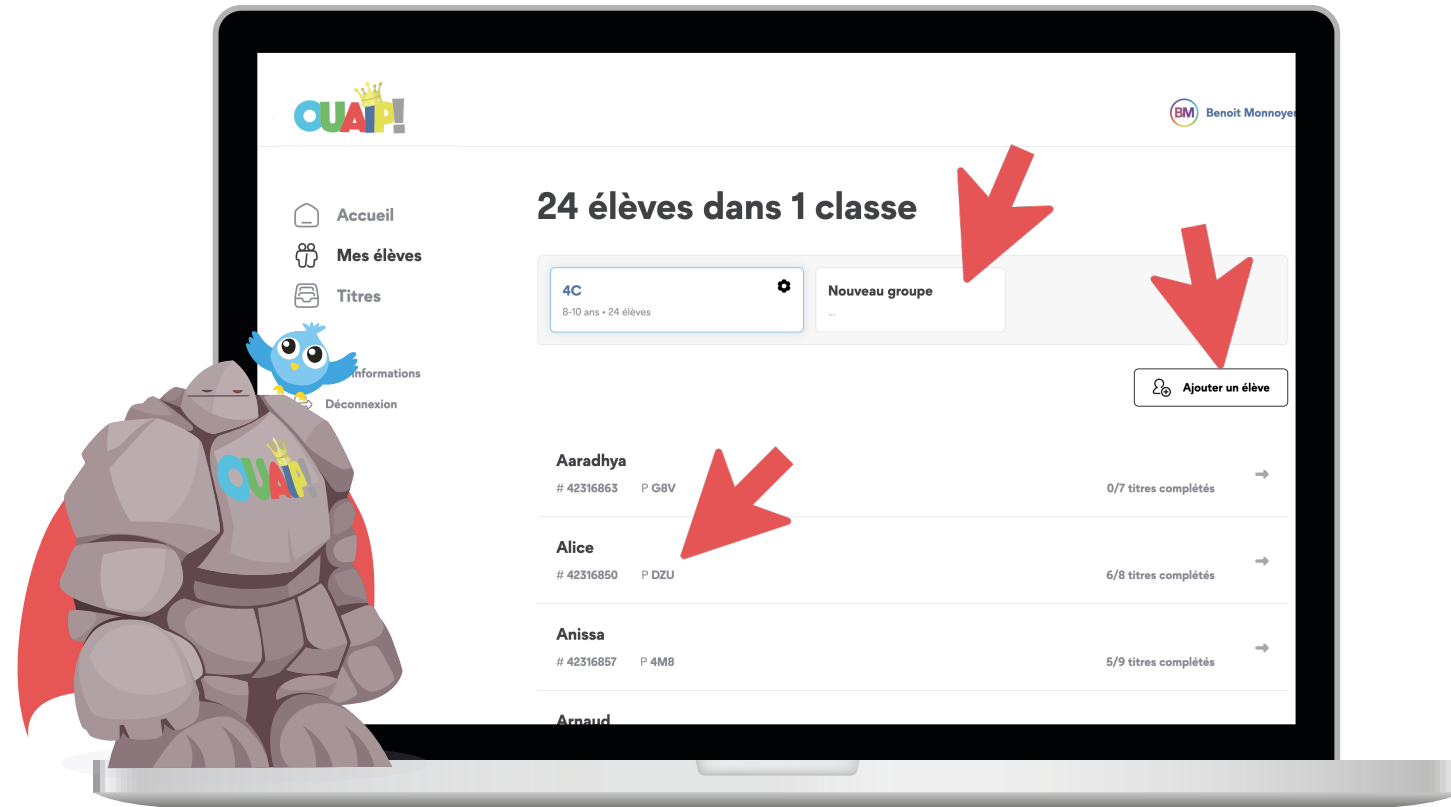 OUAIP!
BM Benoit Monnoyer
Accueil
Mes élèves
Titres
informations
Déconnexion
24 élèves dans 1 classe
4C
8-10 ans • 24 élèves
Nouveau groupe
...
Ajouter un élève
Aaradhya
# 42316863 P G8V
0/7 titres complétés
Alice
# 42316850 P DZU
6/8 titres complétés
Anissa
# 42316857 P 4M8
5/9 titres complétés
Arnaud
OUAIP!